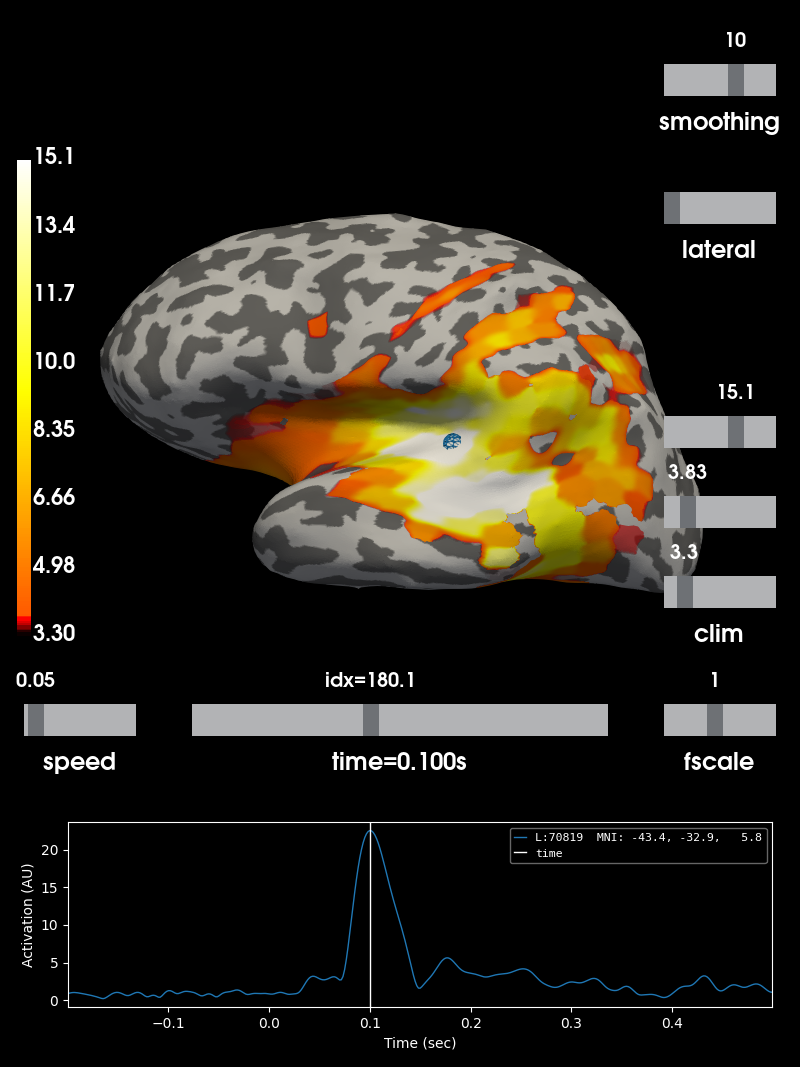 10
smoothing
lateral
15.1
13.4
11.7
10.0
8.35
6.66
4.98
3.30
15.1
3.83
3.3
clim
0.05
speed
idx=180.1
time=0.100s
1
fscale
L:70819 MNI: -43.4, -32.9, 5.8
time
Activation (AU)
20
15
10
5
0
−0.1 0.0 0.1 0.2 0.3 0.4
Time (sec)